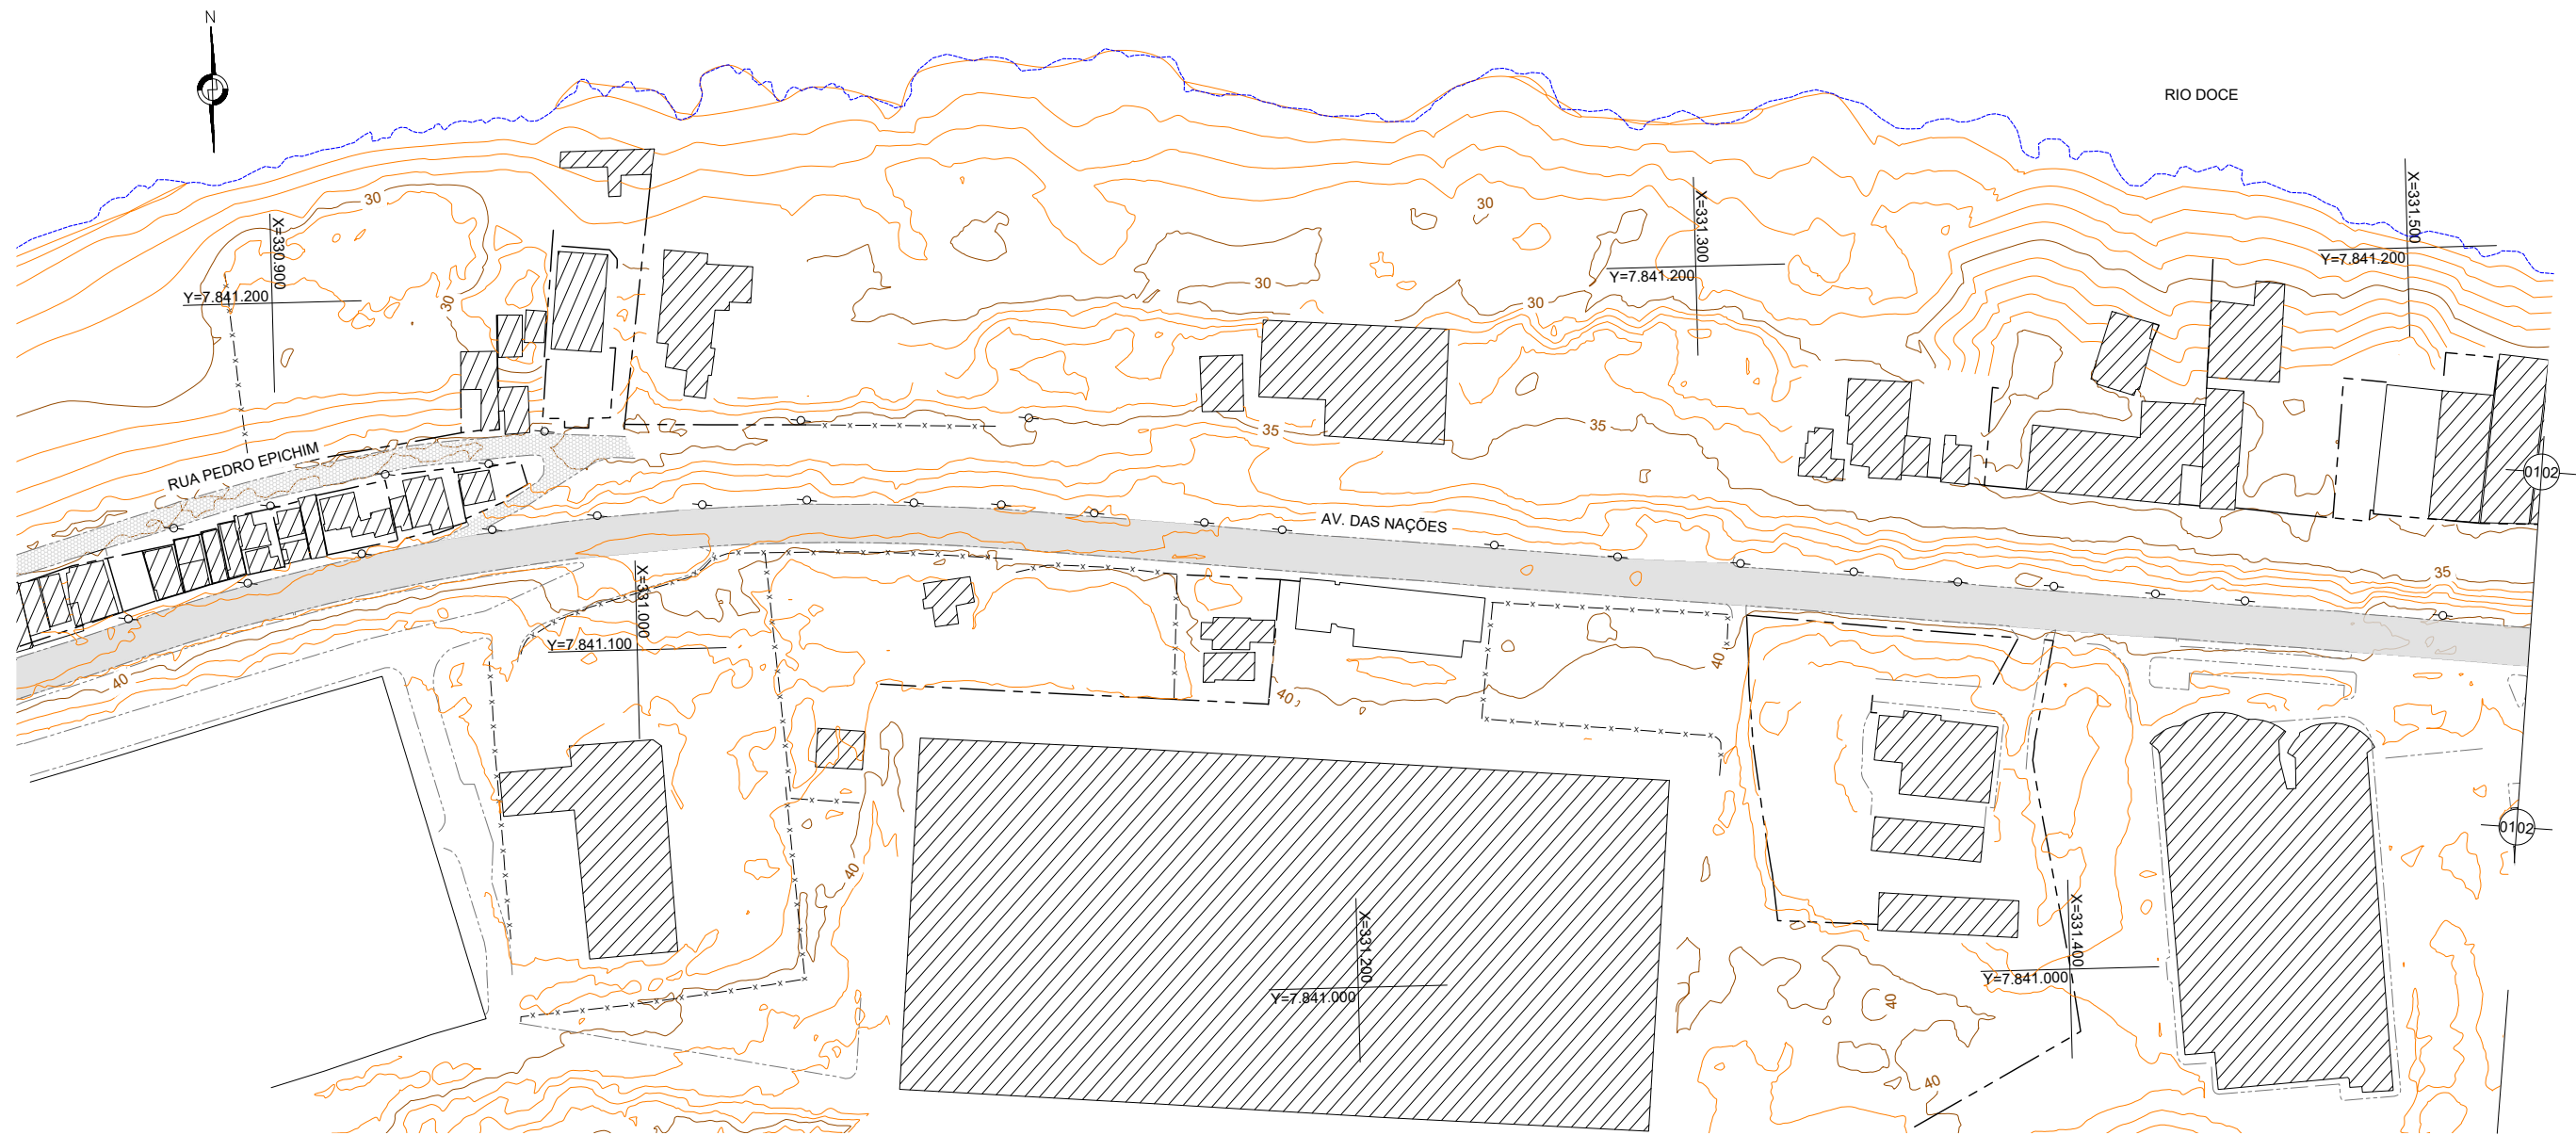 N
RIO DOCE
30
X=330.900
Y=7.841.200
30
30
X=331.300
Y=7.841.200
X=331.500
Y=7.841.200
30
30
35
35
RUA PEDRO EPICHIM
0102
AV. DAS NAÇÕES
35
X=331.000
Y=7.841.100
40
40
40
40
0102
X=331.200
Y=7.841.000
X=331.400
Y=7.841.000
40
40